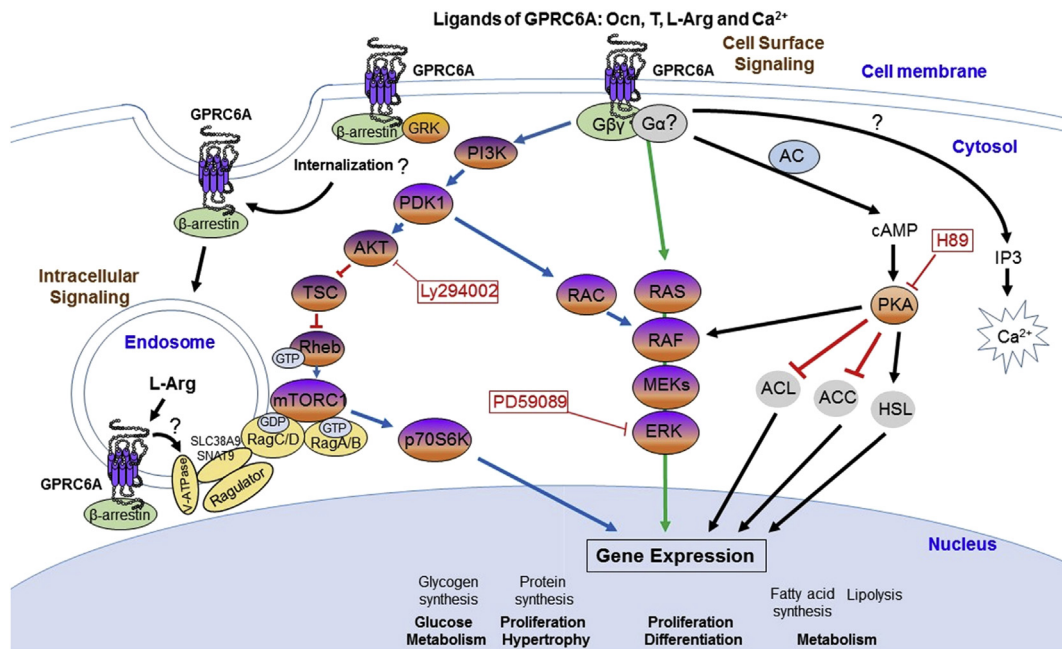 Ligands of GPRC6A: Ocn, T, L-Arg and Ca²⁺
Cell Surface
Signaling
Cell membrane
GPRC6A
GPRC6A
GPRC6A
β-arrestin
GRK
Gβγ
Gα?
?
Cytosol
AC
PI3K
Internalization ?
β-arrestin
PDK1
cAMP
H89
IP3
AKT
Intracellular
Signaling
Ly294002
TSC
RAC
RAS
PKA
Ca²⁺
Endosome
Rheb
GTP
RAF
L-Arg
mTORC1
MEKs
ACL
ACC
HSL
PD59089
GDP
GTP
?
SLC38A9
SNAT9
RagC/D
RagA/B
p70S6K
ERK
GPRC6A
V-ATPase
Ragulator
β-arrestin
Nucleus
Gene Expression
Glycogen
synthesis
Protein
synthesis
Fatty acid
synthesis
Lipolysis
Glucose
Metabolism
Proliferation
Hypertrophy
Proliferation
Differentiation
Metabolism